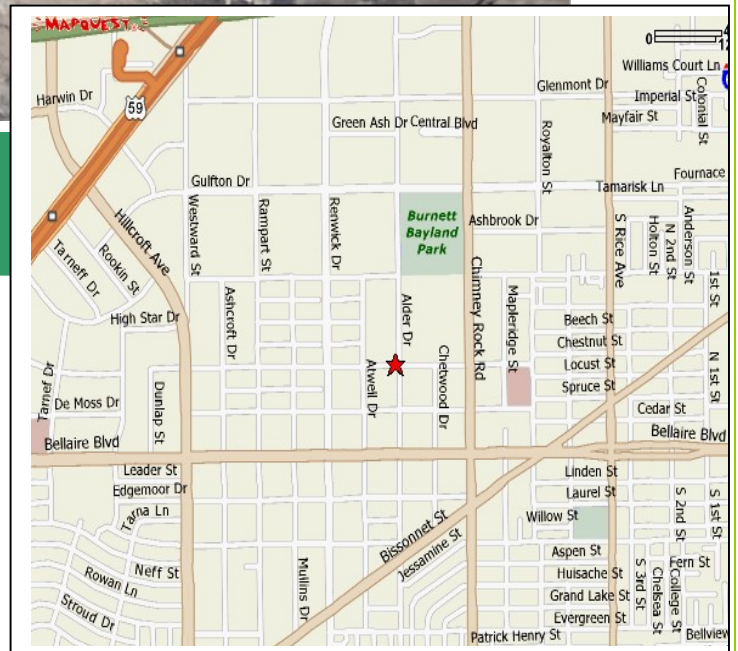 MAPQUEST
0
Williams Court Ln
Glenmont Dr
Imperial St
Colonial St
Harwin Dr
59
Mayfair St
Green Ash Dr
Central Blvd
Royalton St
Fournace
Gulfton Dr
Tamarisk Ln
Hillcroft Ave
Westward St
Rampart St
Renwick Dr
Burnett
Bayland
Park
Ashbrook Dr
S Rice Ave
Holton St
N 2nd St
Anderson St
Tarneff Dr
Rookin St
1st St
Ashcroft Dr
Alder Dr
Chimney Rock Rd
Mapleridge St
High Star Dr
Beech St
Chestnut St
Locust St
N 1st St
Tarnef Dr
Dunlap St
Atwell Dr
Chetwood Dr
Spruce St
De Moss Dr
Cedar St
Bellaire Blvd
Bellaire Blvd
Leader St
Linden St
Edgemoor Dr
Laurel St
S 2nd St
S 1st St
Tarna Ln
Willow St
Bissonnet St
Jessamine St
Aspen St
Neff St
Mullins Dr
Huisache St
S 3rd St
Chelsea St
College St
Fern St
Rowan Ln
Grand Lake St
Stroud Dr
Evergreen St
Patrick Henry St
Bellview